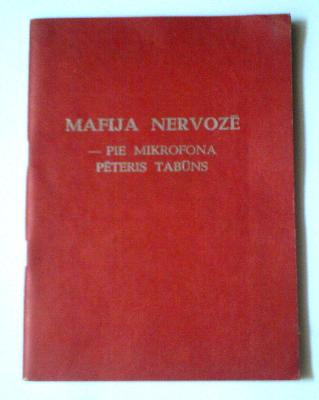 MAFIJA NERVOZĒ
— PIE MIKROFONA
PĒTERIS TABŪNS